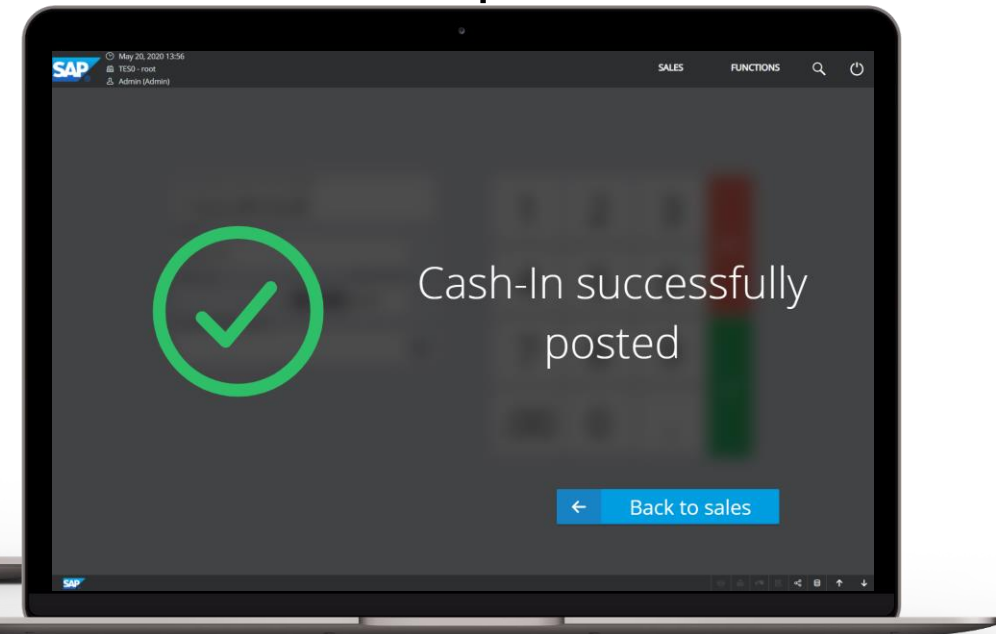 SAP
May 20, 2020 13:56
TES0 - root
Admin (Admin)
SALES
FUNCTIONS
Cash-In successfully
posted
Back to sales
SAP